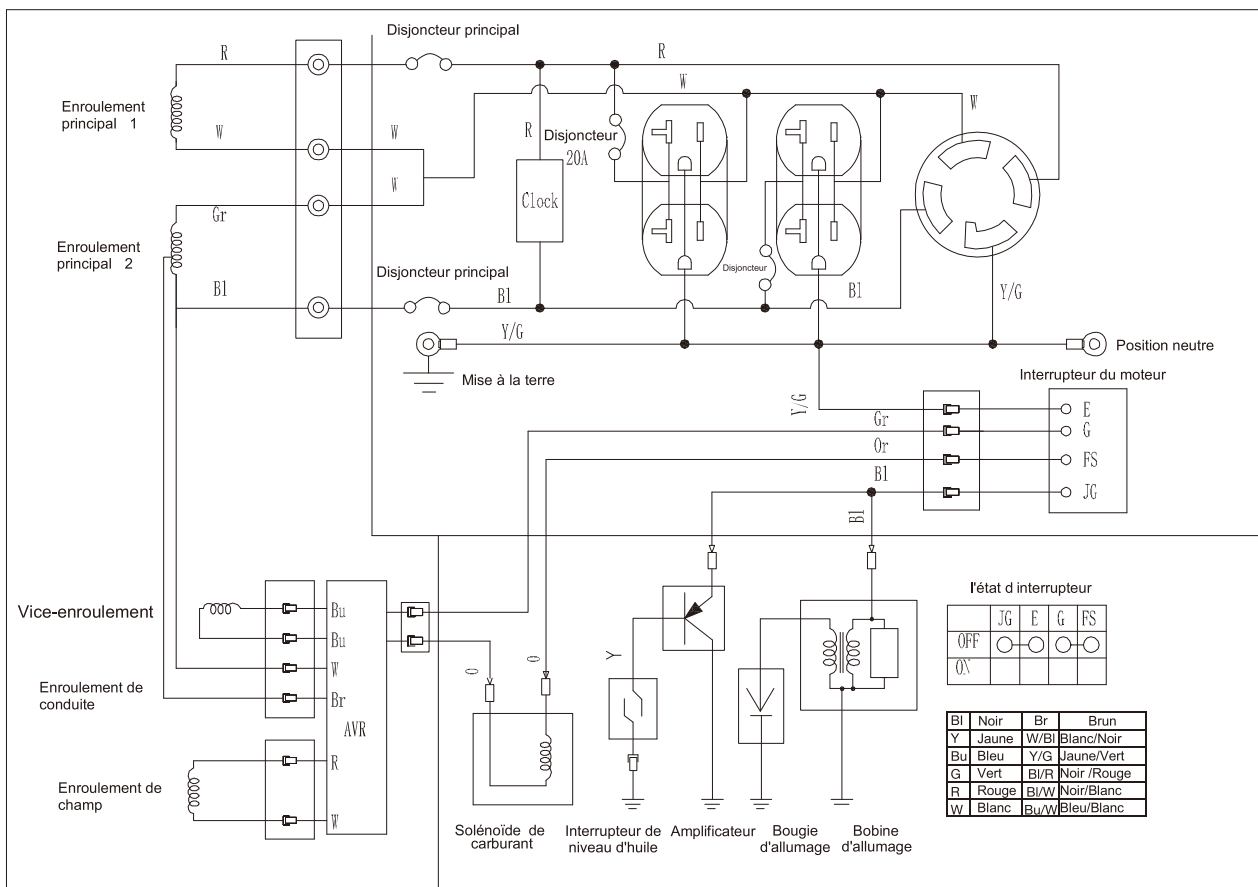 Disjoncteur principal
R
R
W
Enroulement
principal 1
W
W
W
R
Disjoncteur
20A
W
W
Clock
Gr
Enroulement
principal 2
Disjoncteur principal
Disjoncteur
Bl
Bl
Bl
Y/G
Y/G
Position neutre
Mise à la terre
Interrupteur du moteur
Y/G
E
Gr
G
Or
FS
Bl
JG
Bl
Vice-enroulement
Bu
Bu
W
Enroulement de
conduite
Br
AVR
R
Enroulement de
champ
W
O
O
Y
Solénoïde de
carburant
Interrupteur de
niveau d'huile
Amplificateur
Bougie
d'allumage
Bobine
d'allumage
l'état d interrupteur
JG E G FS
OFF
ON
Bl Noir Br Brun
Y Jaune W/Bl Blanc/Noir
Bu Bleu Y/G Jaune/Vert
G Vert Bl/R Noir /Rouge
R Rouge Bl/W Noir/Blanc
W Blanc Bu/W Bleu/Blanc